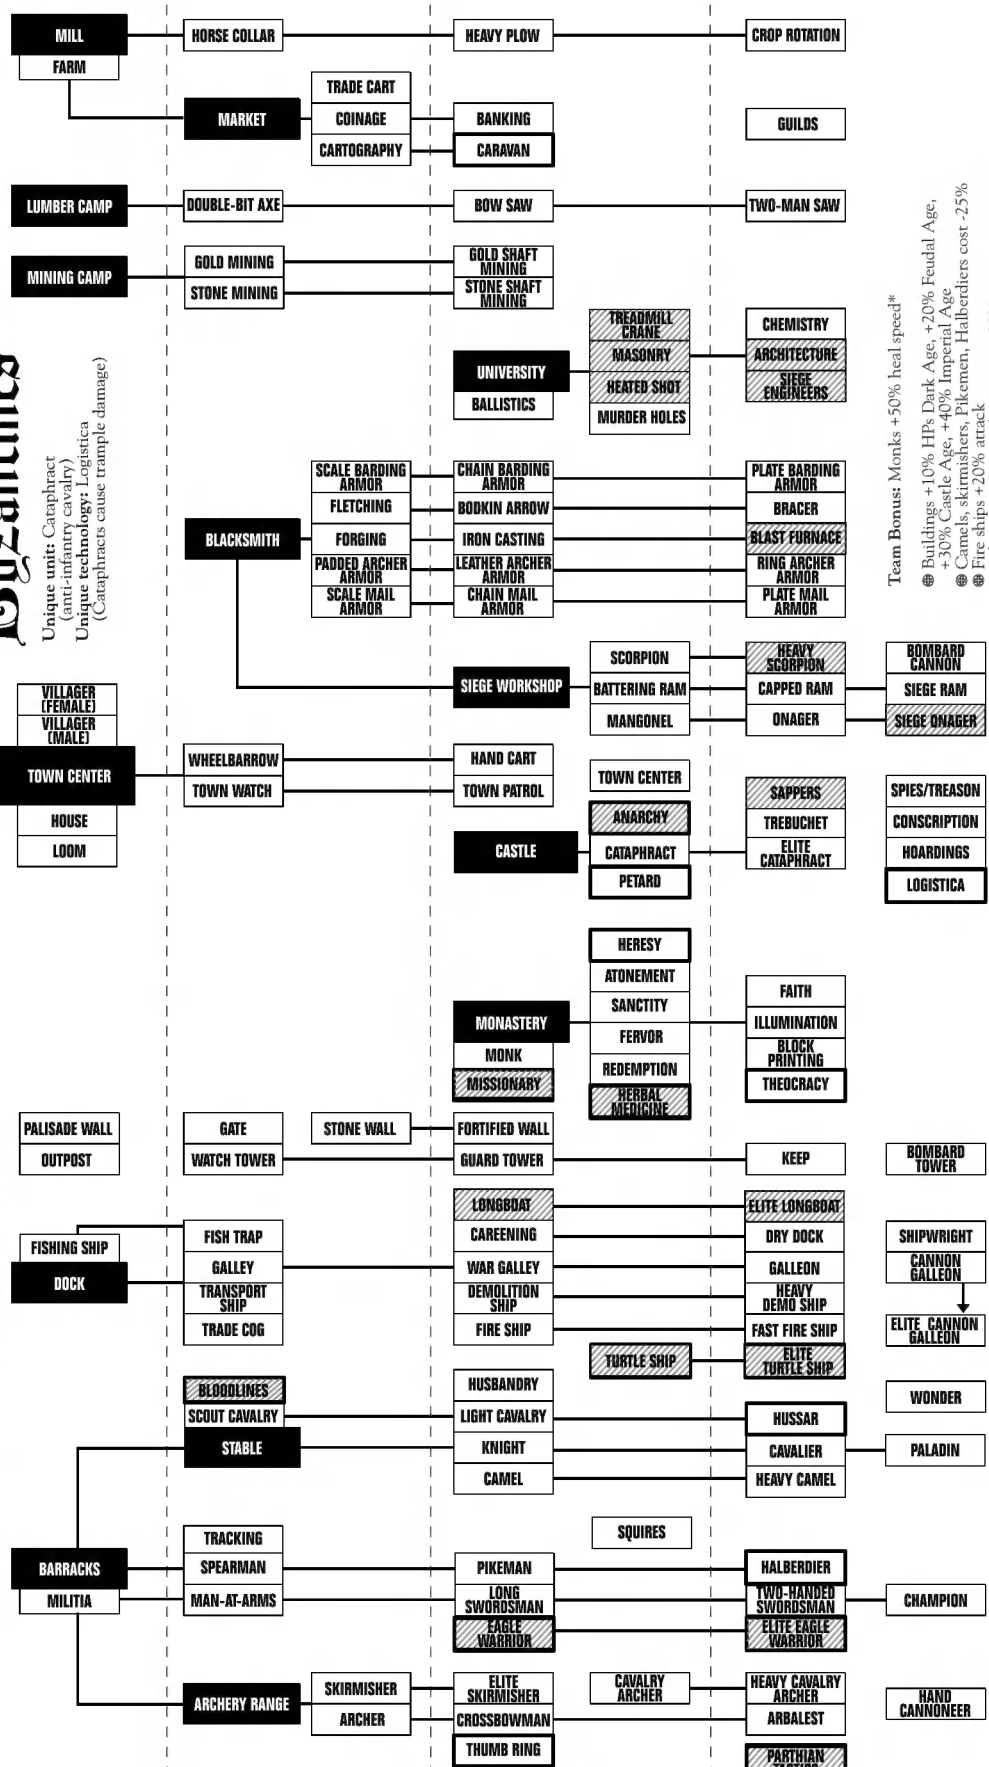 MILL
FARM
HORSE COLLAR
HEAVY PLOW
CROP ROTATION
MARKET
TRADE CART
COINAGE
CARTOGRAPHY
BANKING
CARAVAN
GUILDS
LUMBER CAMP
DOUBLE-BIT AXE
BOW SAW
TWO-MAN SAW
MINING CAMP
GOLD MINING
STONE MINING
GOLD SHAFT
MINING
STONE SHAFT
MINING
UNIVERSITY
BALLISTICS
TREADMILL
CRANE
MASONRY
HEATED SHOT
MURDER HOLES
CHEMISTRY
ARCHITECTURE
SIEGE
ENGINEERS
Byzantines
Unique unit: Cataphract
(anti-infantry cavalry)
Unique technology: Logistica
(Cataphracts cause trample damage)
Team Bonus: Monks +50% heal speed*
Buildings +10% HPs Dark Age, +20% Feudal Age,
+30% Castle Age, +40% Imperial Age
Camels, skirmishers, Pikemen, Halberdiers cost -25%
Fire ships +20% attack
BLACKSMITH
SCALE BARDING
ARMOR
FLETCHING
FORGING
PADDED ARCHER
ARMOR
SCALE MAIL
ARMOR
CHAIN BARDING
ARMOR
BODKIN ARROW
IRON CASTING
LEATHER ARCHER
ARMOR
CHAIN MAIL
ARMOR
PLATE BARDING
ARMOR
BRACER
BLAST FURNACE
RING ARCHER
ARMOR
PLATE MAIL
ARMOR
SIEGE WORKSHOP
SCORPION
BATTERING RAM
MANGONEL
HEAVY
SCORPION
CAPPED RAM
ONAGER
BOMBARD
CANNON
SIEGE RAM
SIEGE ONAGER
VILLAGER
(FEMALE)
VILLAGER
(MALE)
TOWN CENTER
HOUSE
LOOM
WHEELBARROW
TOWN WATCH
HAND CART
TOWN PATROL
TOWN CENTER
CASTLE
ANARCHY
CATAPHRACT
PETARD
SAPPERS
TREBUCHET
ELITE
CATAPHRACT
SPIES/TREASON
CONSCRIPTION
HOARDINGS
LOGISTICA
MONASTERY
MONK
MISSIONARY
HERESY
ATONEMENT
SANCTITY
FERVOR
REDEMPTION
HERBAL
MEDICINE
FAITH
ILLUMINATION
BLOCK
PRINTING
THEOCRACY
PALISADE WALL
OUTPOST
GATE
WATCH TOWER
STONE WALL
FORTIFIED WALL
GUARD TOWER
KEEP
BOMBARD
TOWER
FISHING SHIP
DOCK
FISH TRAP
GALLEY
TRANSPORT
SHIP
TRADE COG
LONGBOAT
CAREENING
WAR GALLEY
DEMOLITION
SHIP
FIRE SHIP
TURTLE SHIP
ELITE LONGBOAT
DRY DOCK
GALLEON
HEAVY
DEMO SHIP
FAST FIRE SHIP
ELITE
TURTLE SHIP
SHIPWRIGHT
CANNON
GALLEON
ELITE CANNON
GALLEON
WONDER
BLOODLINES
SCOUT CAVALRY
STABLE
HUSBANDRY
LIGHT CAVALRY
KNIGHT
CAMEL
HUSSAR
CAVALIER
HEAVY CAMEL
PALADIN
BARRACKS
MILITIA
TRACKING
SPEARMAN
MAN-AT-ARMS
PIKEMAN
LONG
SWORDSMAN
EAGLE
WARRIOR
SQUIRES
HALBERDIER
TWO-HANDED
SWORDSMAN
ELITE EAGLE
WARRIOR
CHAMPION
ARCHERY RANGE
SKIRMISHER
ARCHER
ELITE
SKIRMISHER
CROSSBOWMAN
THUMB RING
CAVALRY
ARCHER
HEAVY CAVALRY
ARCHER
ARBALEST
PARTHIAN
TACTICS
HAND
CANNONEER